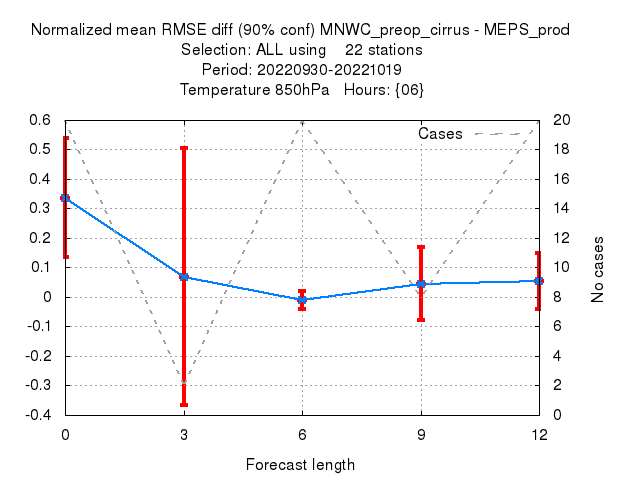 Normalized mean RMSE diff (90% conf) MNWC_preop_cirrus - MEPS_prod
Selection: ALL using 22 stations
Period: 20220930-20221019
Temperature 850hPa Hours: {06}
Cases
0.6
0.5
0.4
0.3
0.2
0.1
0
-0.1
-0.2
-0.3
-0.4
20
18
16
14
12
10
8
6
4
2
0
No cases
0 3 6 9 12
Forecast length